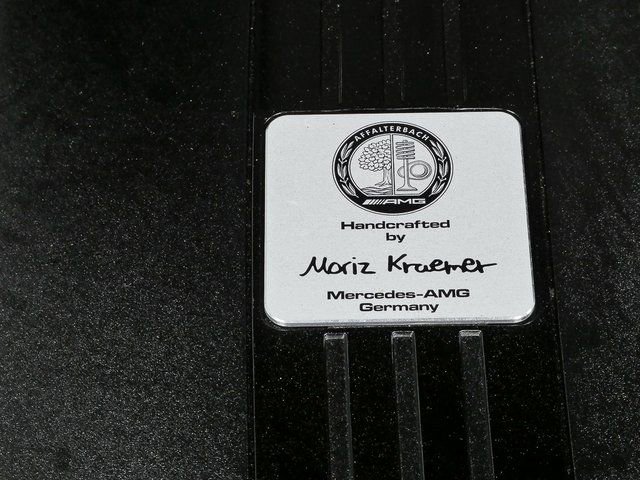 AFFALTERBACH
AMG
Handcrafted
by
Moriz Kraemer
Mercedes-AMG
Germany